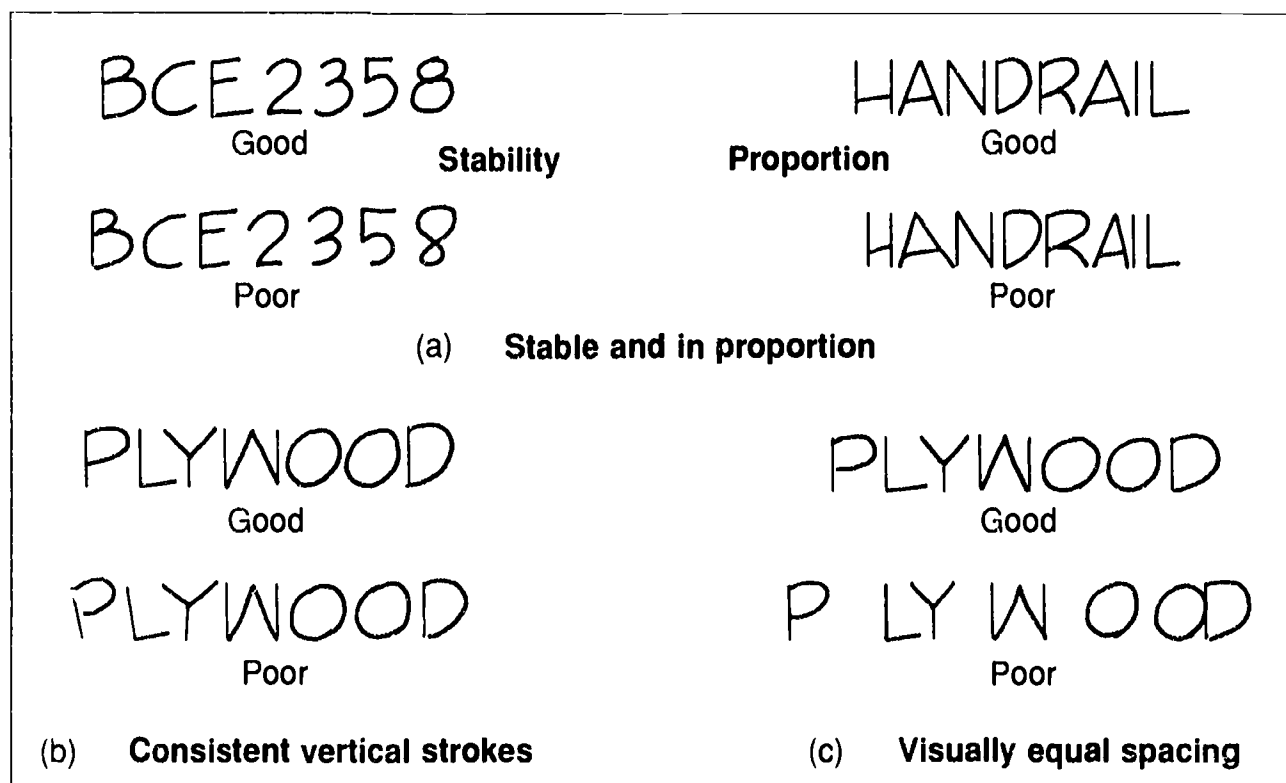 BCE2358 HANDRAIL
Good Good
Stability Proportion
BCE2358 HANDRAIL
Poor Poor
(a) Stable and in proportion
PLYWOOD PLYWOOD
Good Good
PLYWOOD P LY W O OD
Poor Poor
(b) Consistent vertical strokes (c) Visually equal spacing